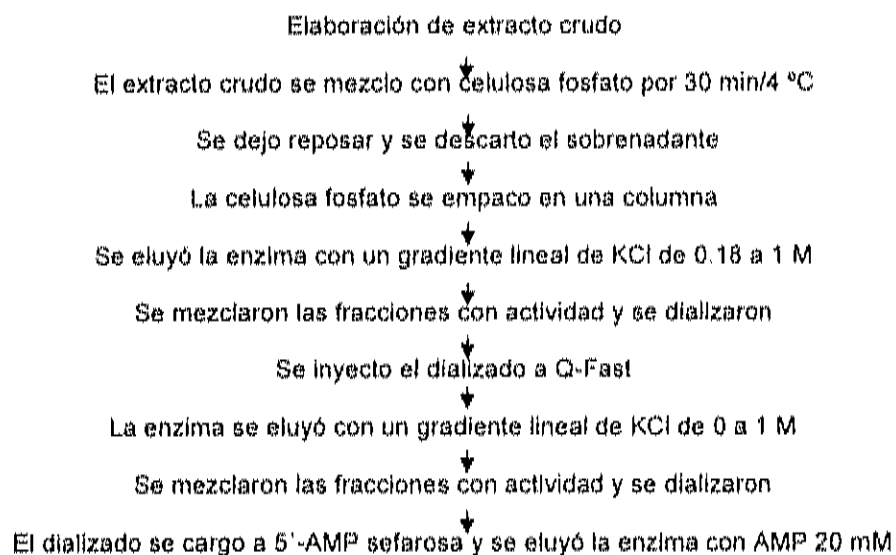 Elaboración de extracto crudo
El extracto crudo se mezclo con celulosa fosfato por 30 min/4 ºC
Se dejo reposar y se descarto el sobrenadante
La celulosa fosfato se empaco en una columna
Se eluyó la enzima con un gradiente lineal de KCl de 0.18 a 1 M
Se mezclaron las fracciones con actividad y se dializaron
Se inyecto el dializado a Q-Fast
La enzima se eluyó con un gradiente lineal de KCl de 0 a 1 M
Se mezclaron las fracciones con actividad y se dializaron
El dializado se cargo a 5'-AMP sefarosa y se eluyó la enzima con AMP 20 mM